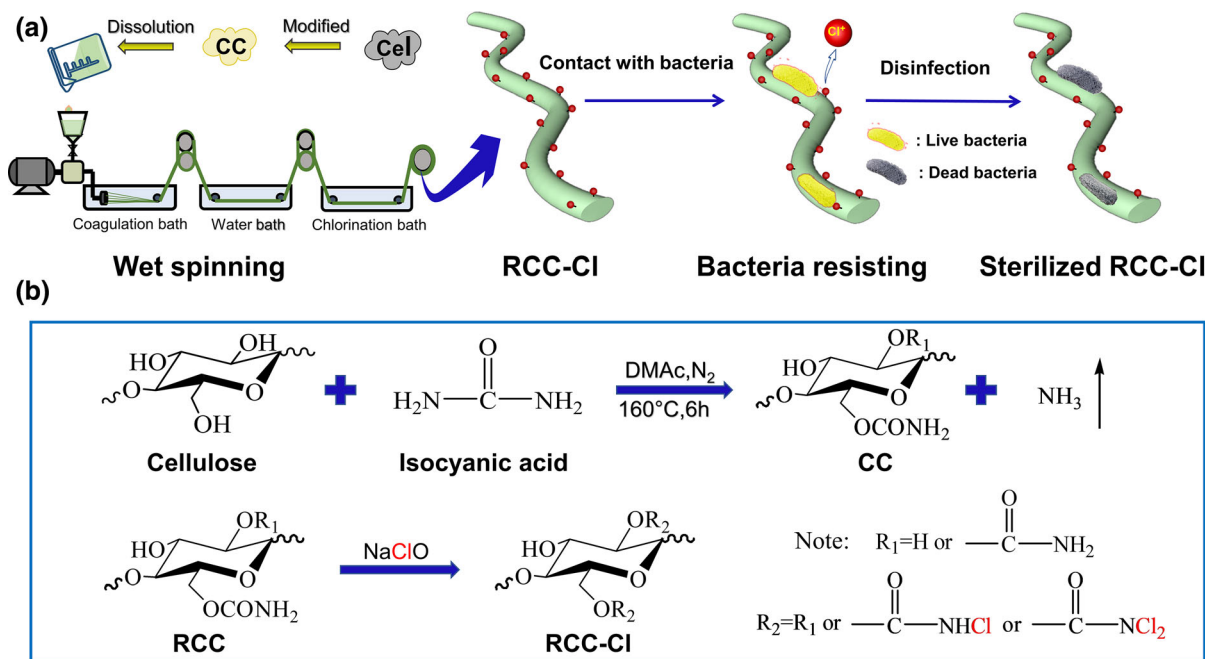 (a)
Dissolution
CC
Modified
Cel
Coagulation bath
Water bath
Chlorination bath
Wet spinning
RCC-Cl
Contact with bacteria
Cl⁺
Bacteria resisting
Disinfection
: Live bacteria
: Dead bacteria
Sterilized RCC-Cl
(b)
HO
OH
O
O
OH
Cellulose
O
H₂N
C
NH₂
Isocyanic acid
DMAc,N₂
160°C,6h
OR₁
HO
O
O
OCONH₂
CC
NH₃
OR₁
HO
O
O
OCONH₂
RCC
NaClO
OR₂
HO
O
O
OR₂
RCC-Cl
Note:
R₁=H or
O
C
NH₂
R₂=R₁ or
O
C
NHCl
or
O
C
NCl₂